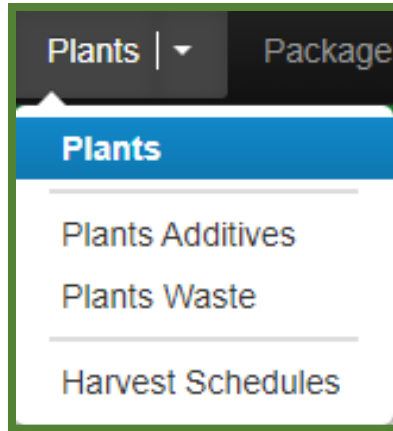 Plants Package
Plants
Plants Additives
Plants Waste
Harvest Schedules